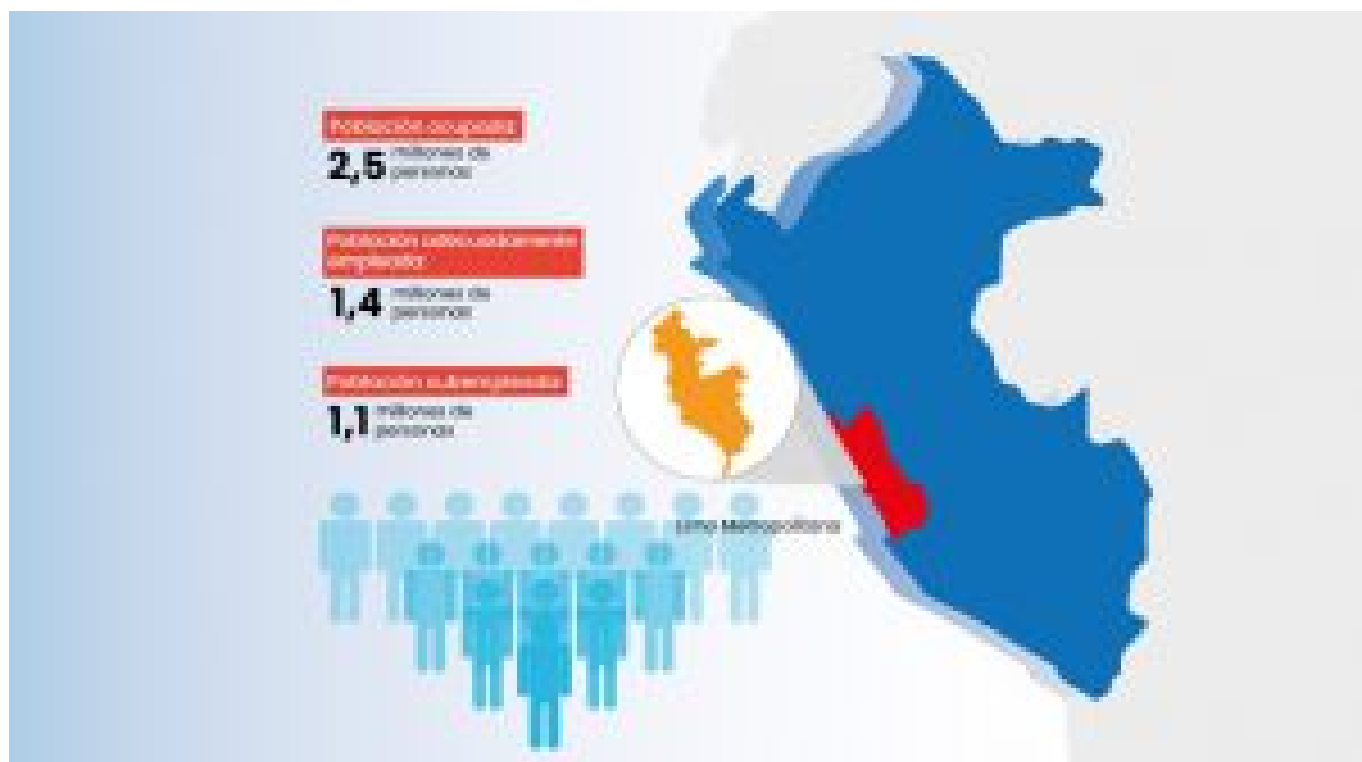 Población ocupada
2,5 millones de
personas
Población adecuadamente
empleada
1,4 millones de
personas
Población subempleada
1,1 millones de
personas
Lima Metropolitana